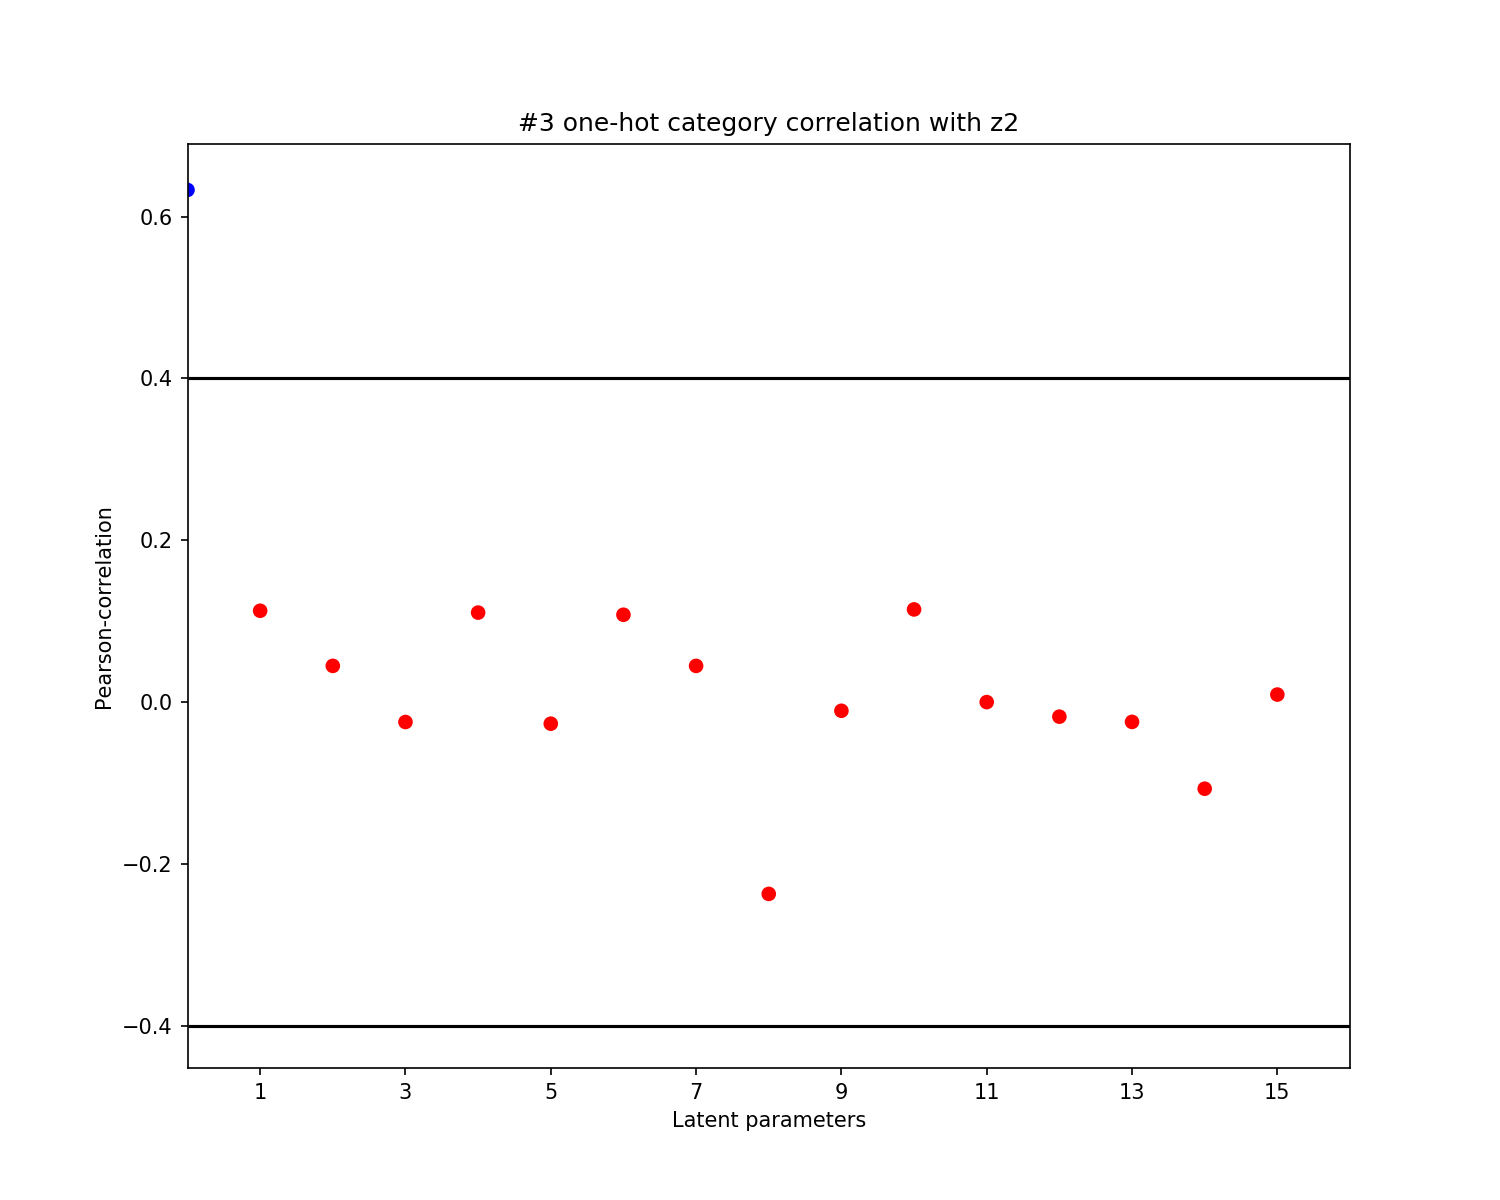 #3 one-hot category correlation with z2
0.6
0.4
0.2
0.0
−0.2
−0.4
Pearson-correlation
1 3 5 7 9 11 13 15
Latent parameters